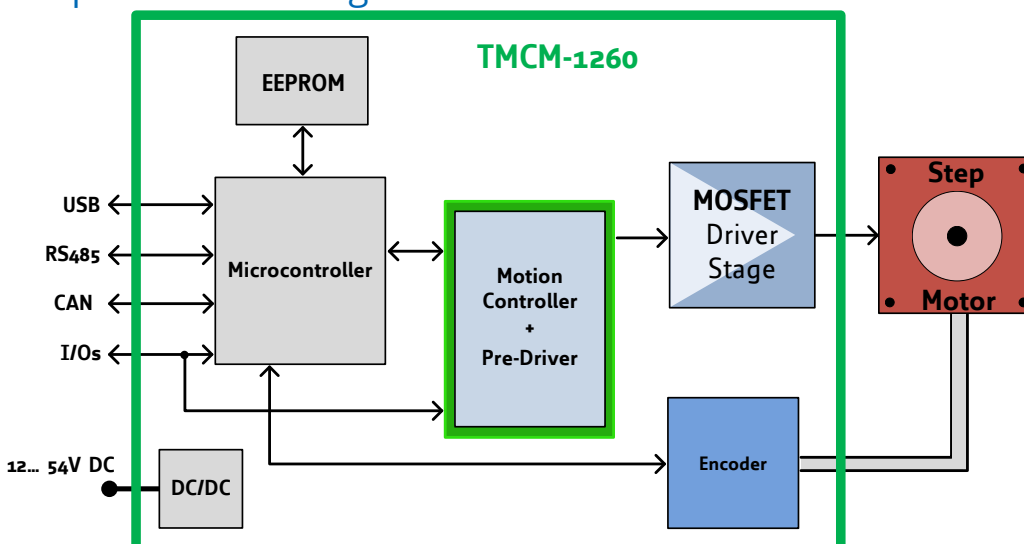 TMCM-1260
EEPROM
USB
RS485
CAN
I/Os
Microcontroller
Motion
Controller
+
Pre-Driver
MOSFET
Driver
Stage
Step
Motor
Encoder
12... 54V DC
DC/DC